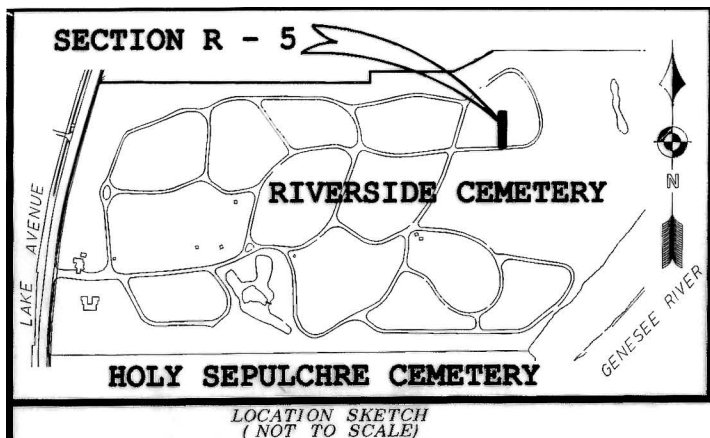 SECTION R - 5
RIVERSIDE CEMETERY
N
LAKE AVENUE
GENESEE RIVER
HOLY SEPULCHRE CEMETERY
LOCATION SKETCH
( NOT TO SCALE)